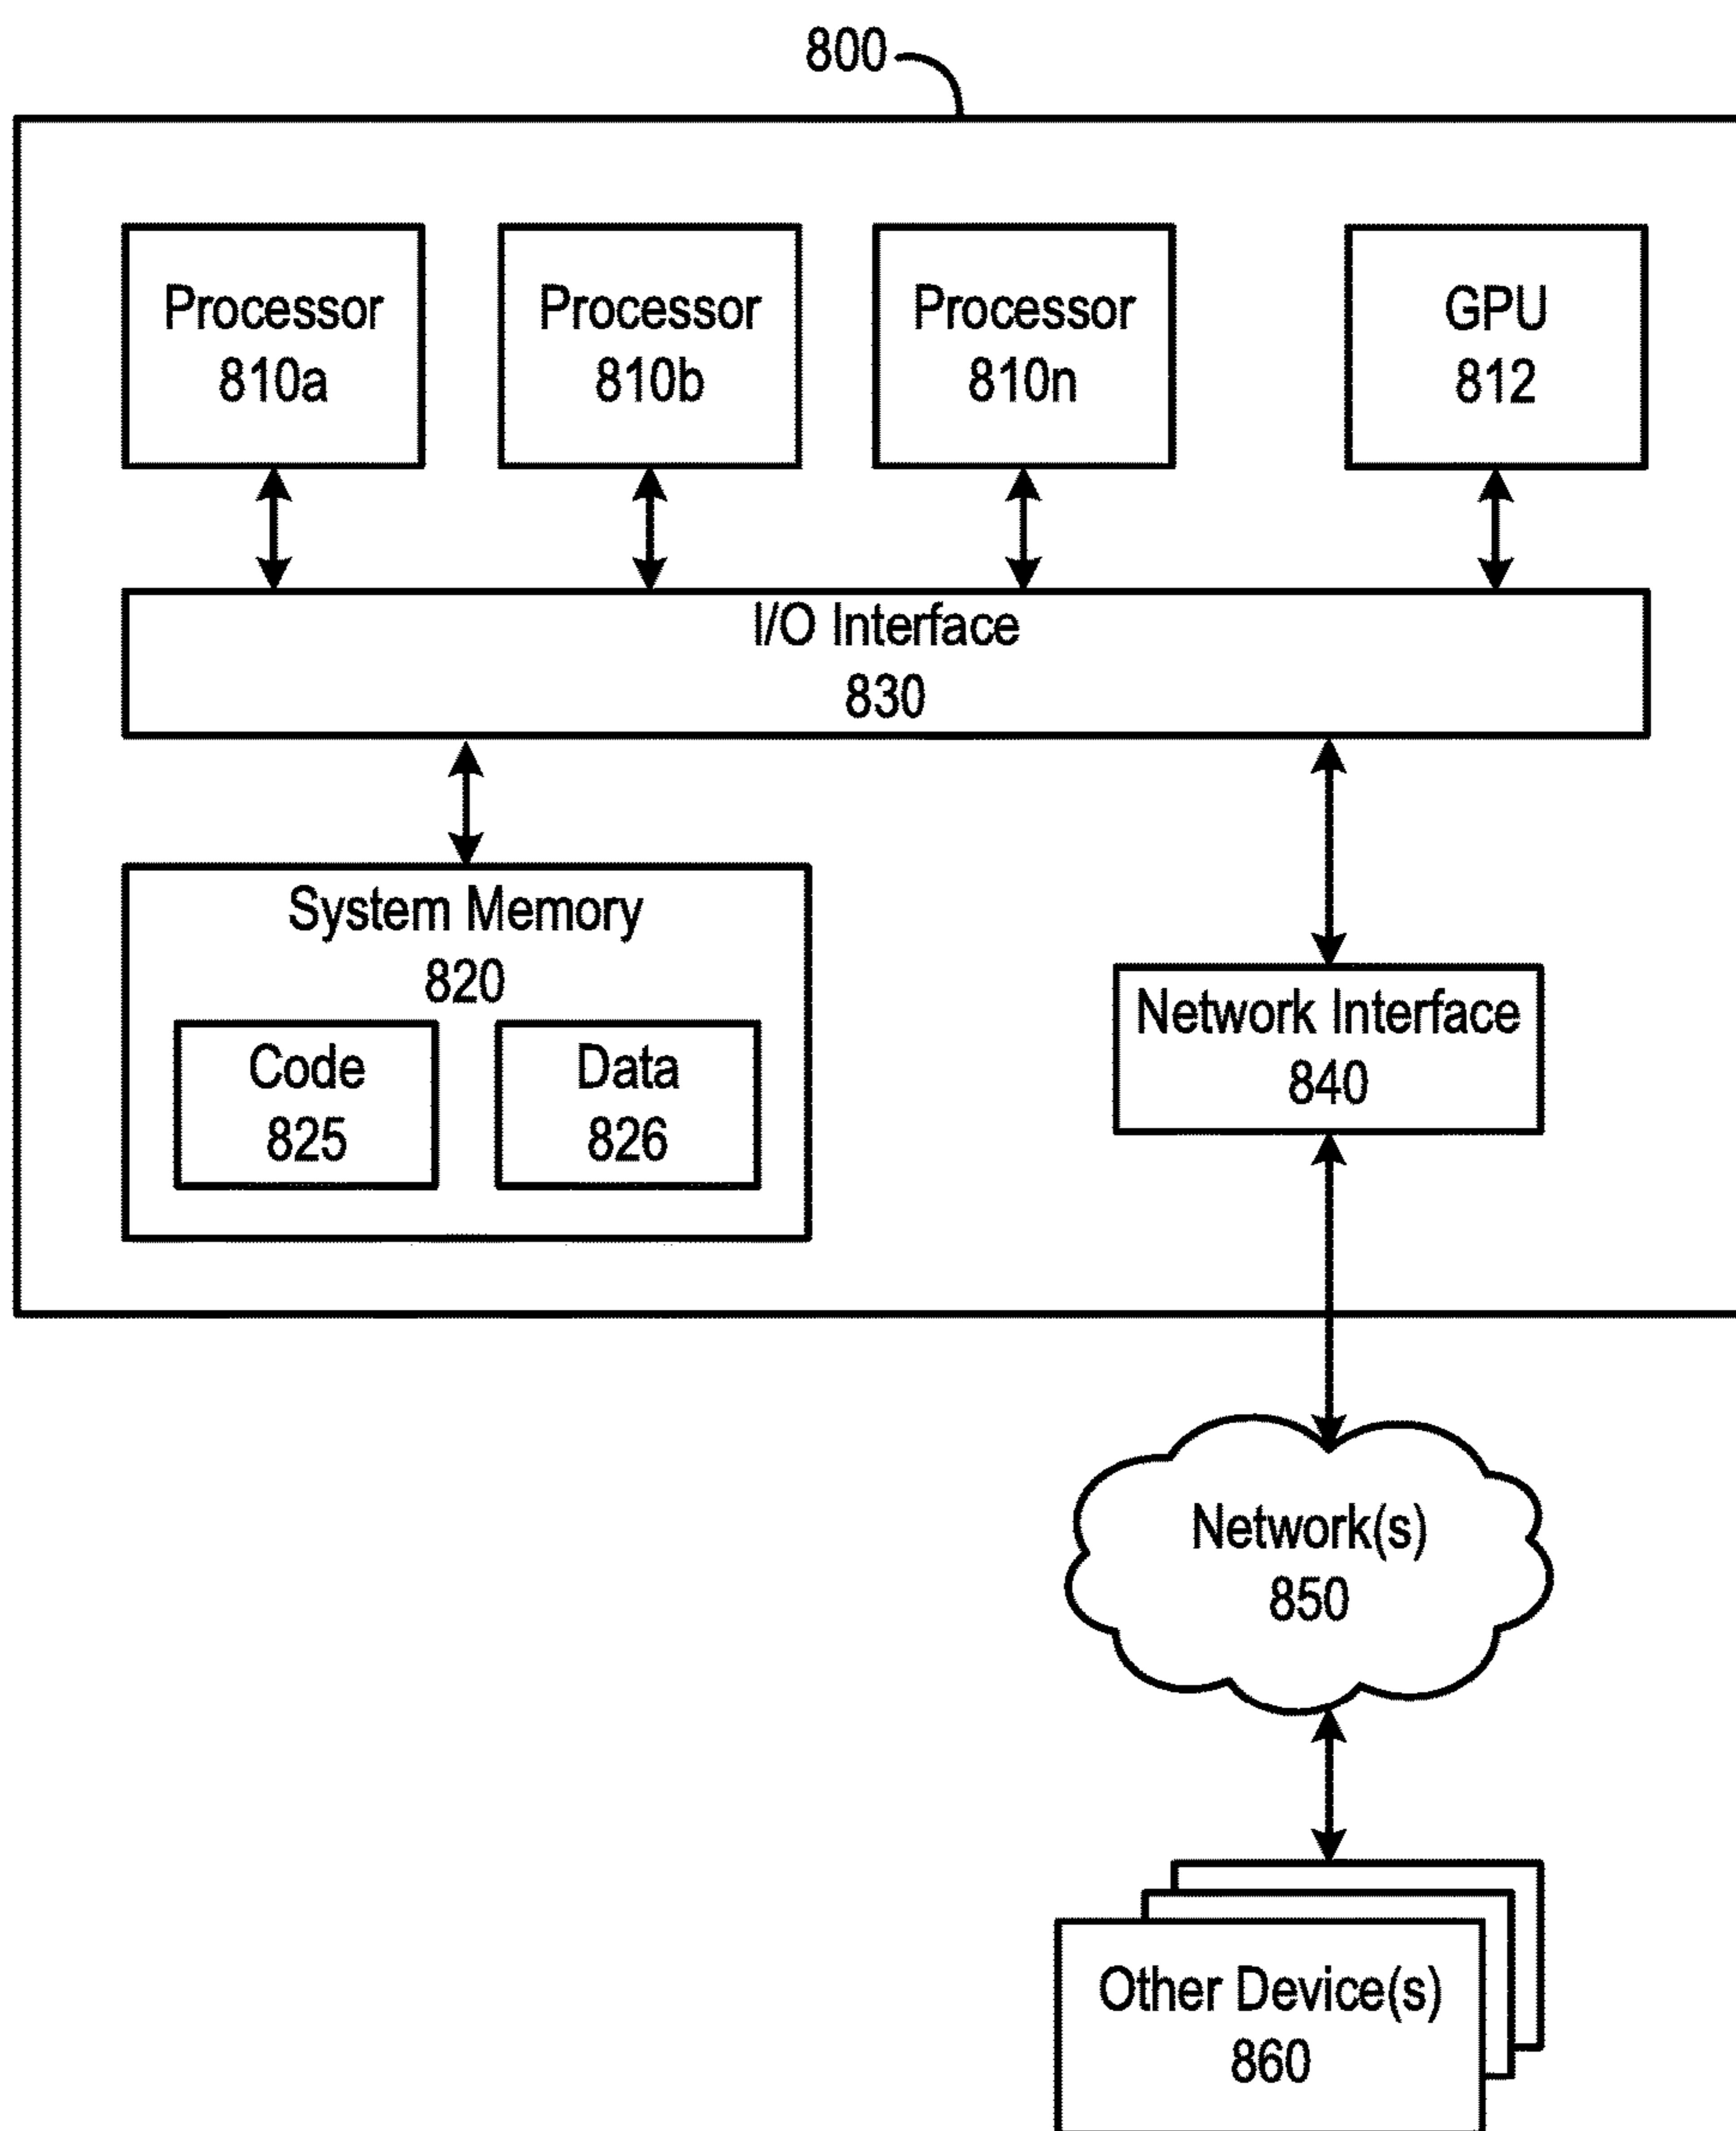 800
Processor
810a
Processor
810b
Processor
810n
GPU
812
I/O Interface
830
System Memory
820
Code
825
Data
826
Network Interface
840
Network(s)
850
Other Device(s)
860